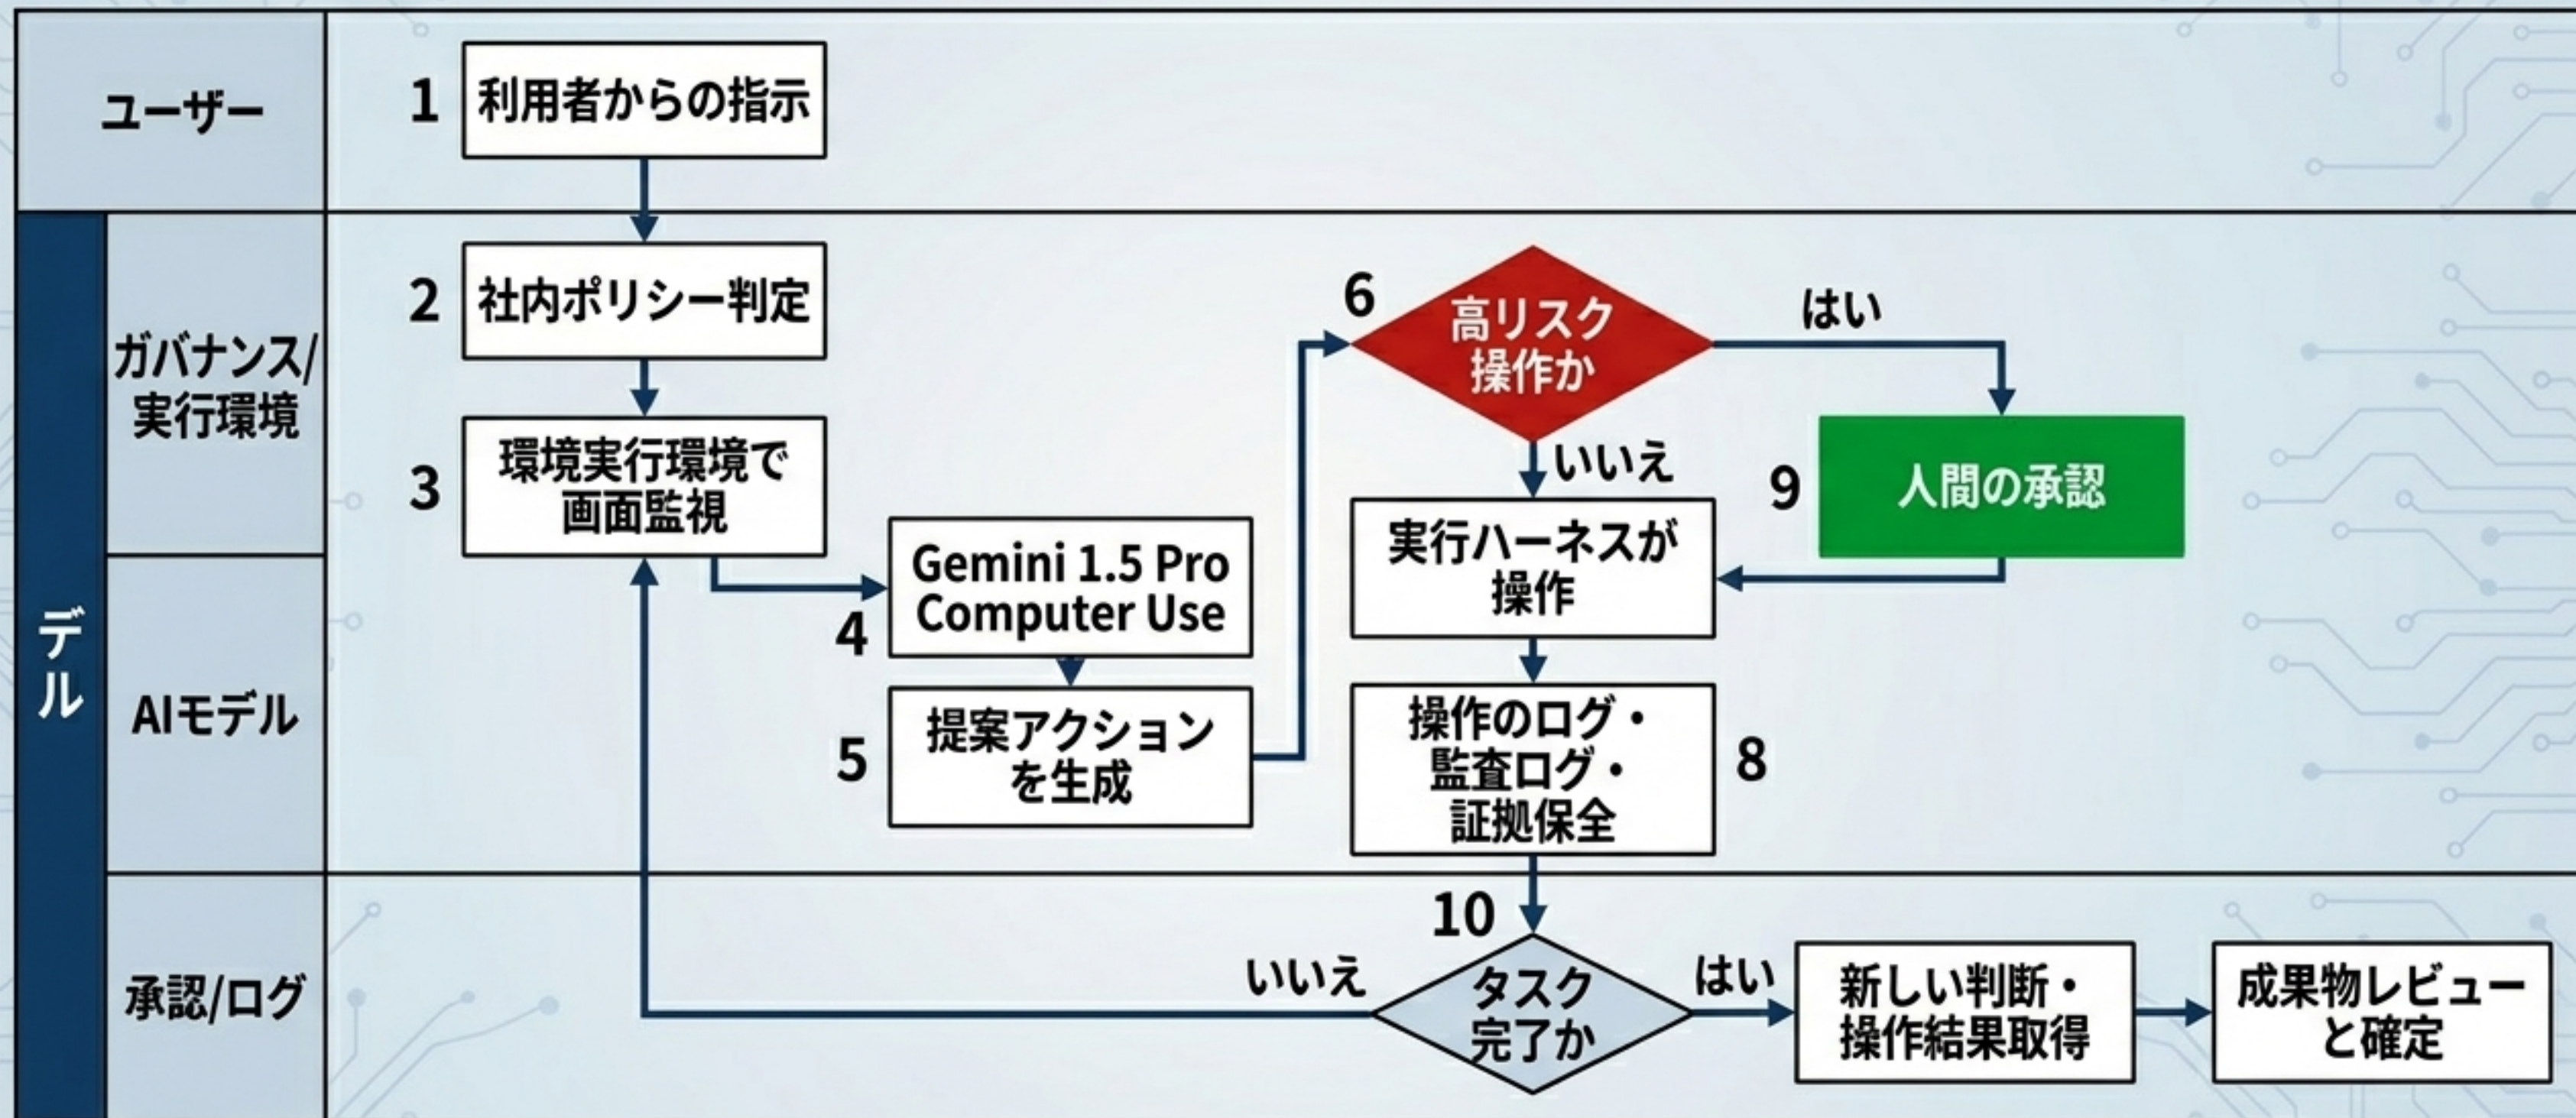 ユーザー
1
利用者からの指示
デル
ガバナンス/
実行環境
2
社内ポリシー判定
3
環境実行環境で
画面監視
6
高リスク
操作か
はい
いいえ
9
人間の承認
実行ハーネスが
操作
AIモデル
4
Gemini 1.5 Pro
Computer Use
5
提案アクション
を生成
操作のログ・
監査ログ・
証拠保全
8
承認/ログ
10
タスク
完了か
いいえ
はい
新しい判断・
操作結果取得
成果物レビュー
と確定